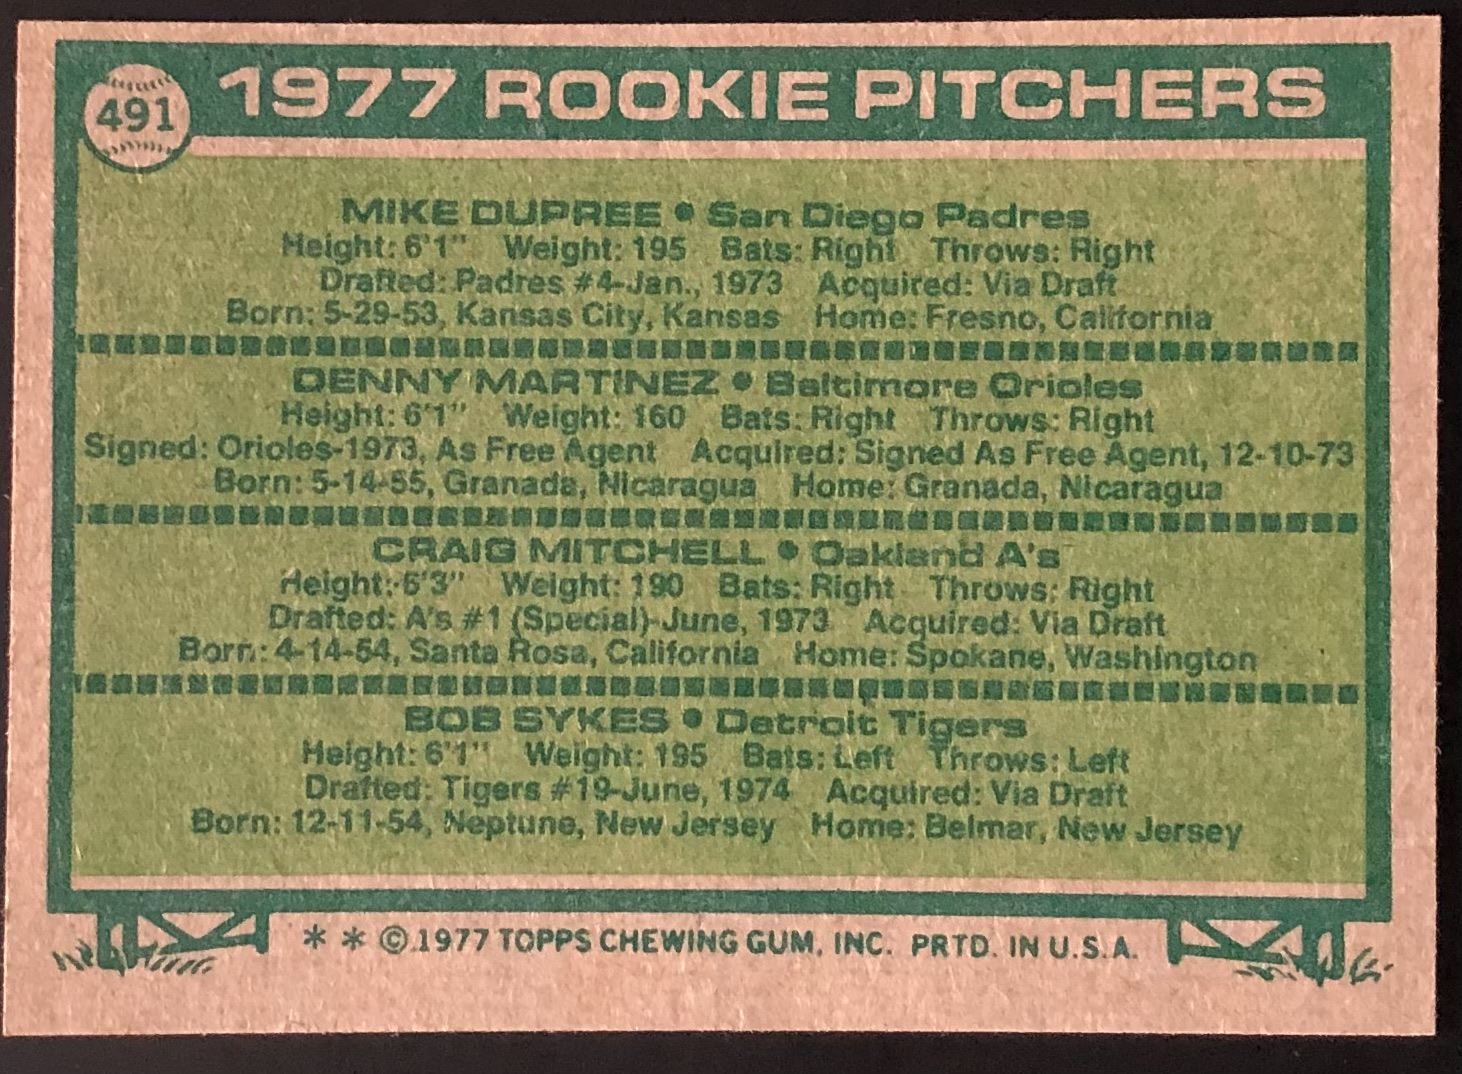 491
1977 ROOKIE PITCHERS
MIKE DUPREE • San Diego Padres
Height: 6'1" Weight: 195 Bats: Right Throws: Right
Drafted: Padres #4-Jan., 1973 Acquired: Via Draft
Born: 5-29-53, Kansas City, Kansas Home: Fresno, California
DENNY MARTINEZ • Baltimore Orioles
Height: 6'1" Weight: 160 Bats: Right Throws: Right
Signed: Orioles-1973, As Free Agent Acquired: Signed As Free Agent, 12-10-73
Born: 5-14-55, Granada, Nicaragua Home: Granada, Nicaragua
CRAIG MITCHELL • Oakland A's
Height: 6'3" Weight: 190 Bats: Right Throws: Right
Drafted: A's #1 (Special)-June, 1973 Acquired: Via Draft
Born: 4-14-54, Santa Rosa, California Home: Spokane, Washington
BOB SYKES • Detroit Tigers
Height: 6'1" Weight: 195 Bats: Left Throws: Left
Drafted: Tigers #19-June, 1974 Acquired: Via Draft
Born: 12-11-54, Neptune, New Jersey Home: Belmar, New Jersey
* * © 1977 TOPPS CHEWING GUM, INC. PRTD. IN U.S.A.